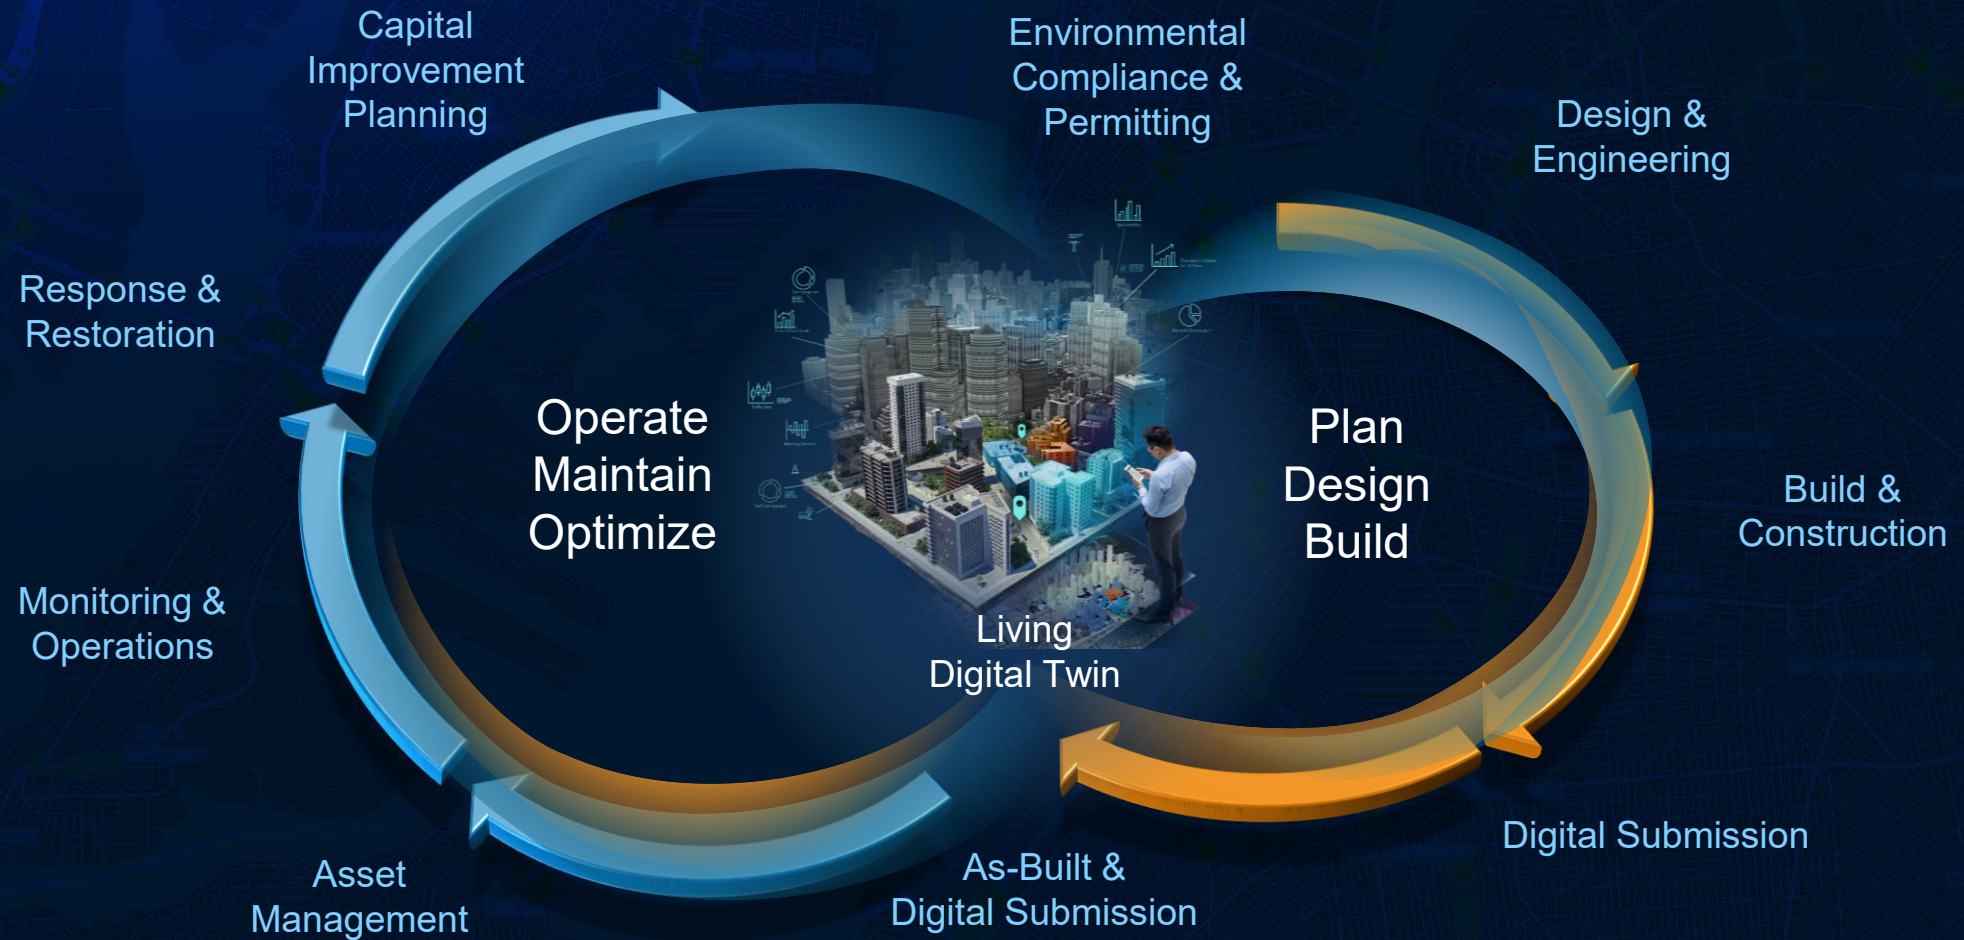 Capital
Improvement
Planning
Environmental
Compliance &
Permitting
Design &
Engineering
Response &
Restoration
Operate
Maintain
Optimize
Plan
Design
Build
Build &
Construction
Monitoring &
Operations
Living
Digital Twin
Digital Submission
Asset
Management
As-Built &
Digital Submission